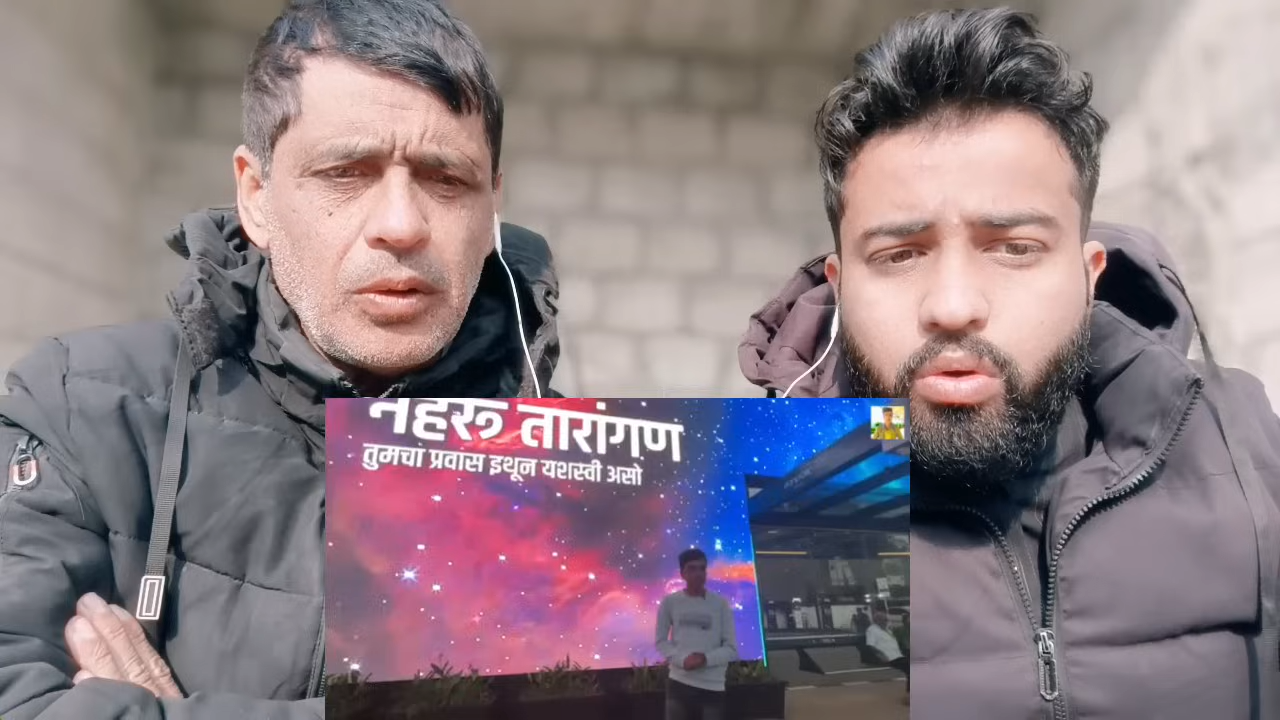 नेहरू तारांगण
तुमचा प्रवास इथून यशस्वी असो